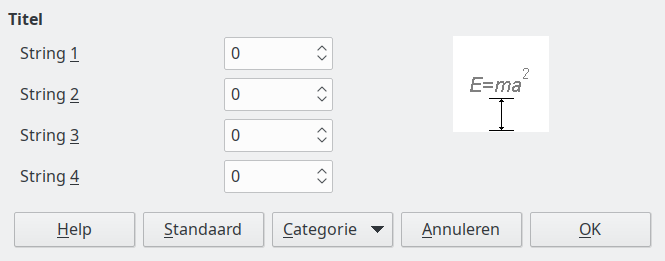 Titel
String 1 0
String 2 0
String 3 0
String 4 0
E=ma2
Help Standaard Categorie Annuleren OK